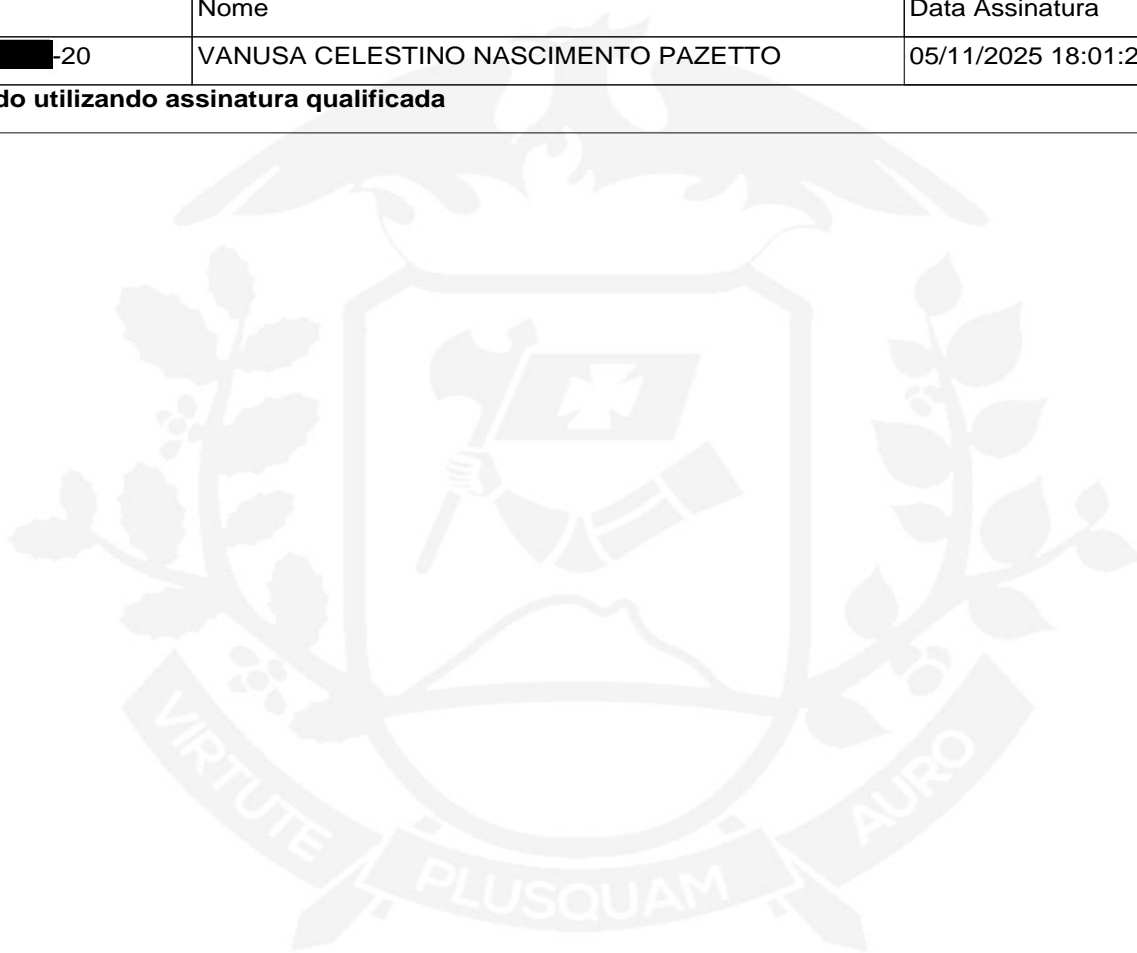 Nome Data Assinatura
-20 VANUSA CELESTINO NASCIMENTO PAZETTO 05/11/2025 18:01:2
do utilizando assinatura qualificada
VIRTUTE PLUSQUAM AURO